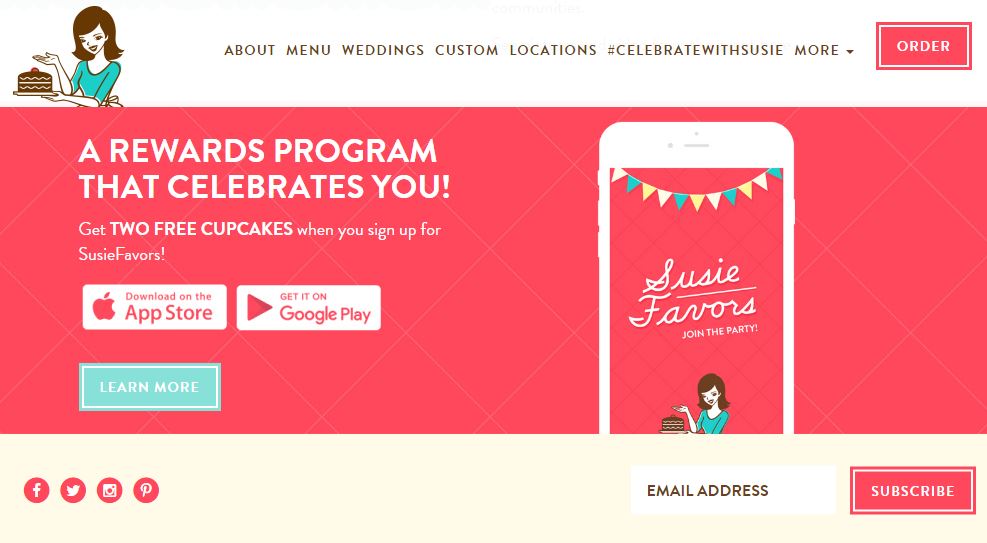 communities.
ABOUT MENU WEDDINGS CUSTOM LOCATIONS #CELEBRATEWITHSUSIE MORE
ORDER
A REWARDS PROGRAM
THAT CELEBRATES YOU!
Get TWO FREE CUPCAKES when you sign up for
SusieFavors!
Download on the
App Store
GET IT ON
Google Play
LEARN MORE
Susie
Favors
JOIN THE PARTY!
EMAIL ADDRESS
SUBSCRIBE